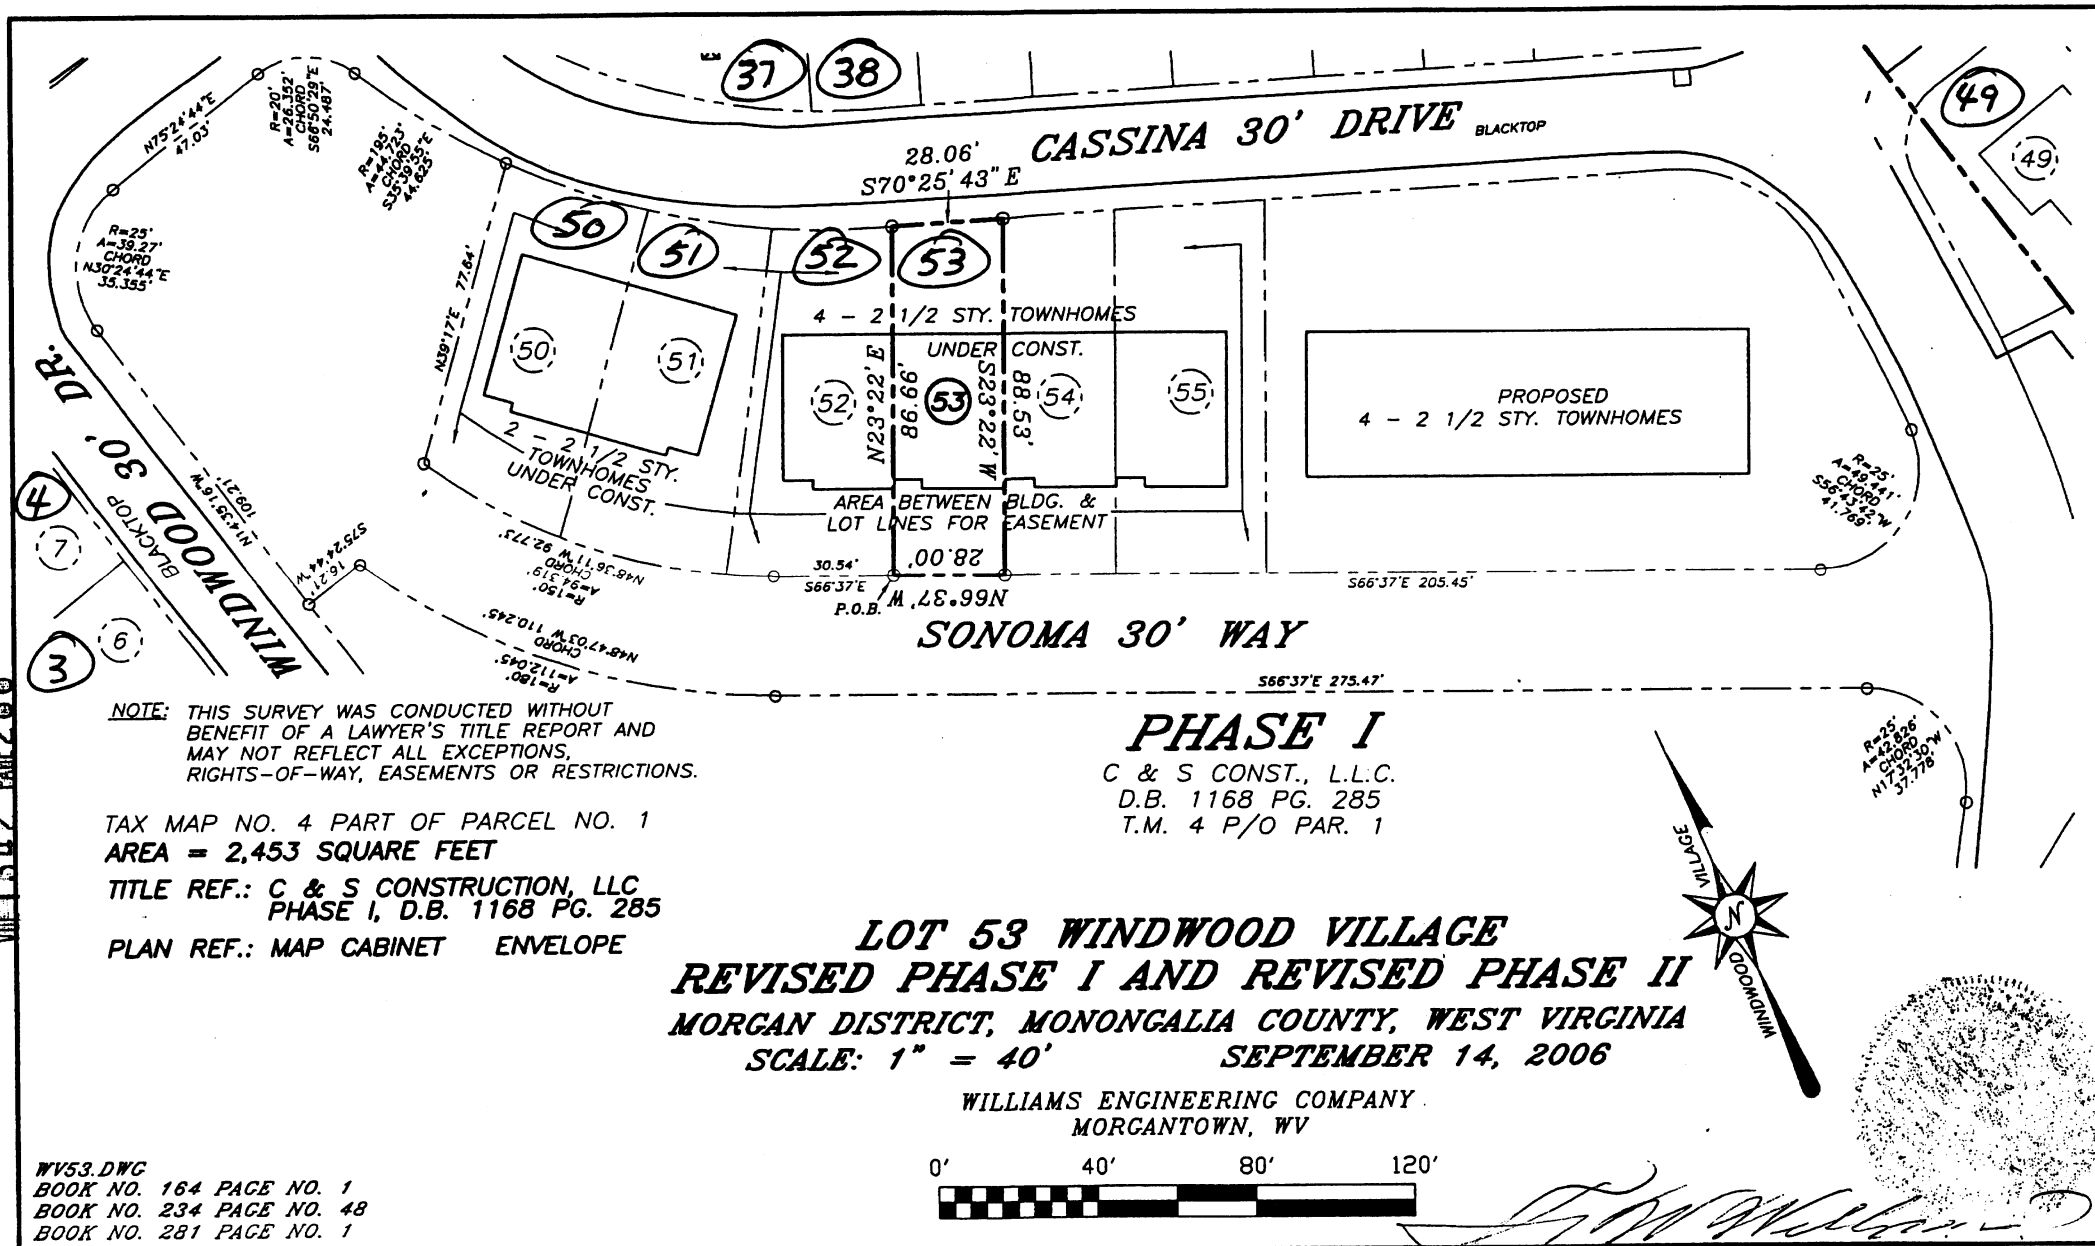 37
38
49
49
CASSINA 30' DRIVE
BLACKTOP
28.06'
S70°25'43" E
N75°24'44"E
47.03'
R=20'
A=26.352'
CHORD
S66°50'29"E
24.487'
R=195'
A=44.723'
CHORD
S35°39'55"E
44.625'
R=25'
A=39.27'
CHORD
N30°24'44"E
35.355'
50
51
52
53
N39°17'E 77.64'
4 - 2 1/2 STY. TOWNHOMES
UNDER CONST.
50
51
52
53
54
55
N23°22' E
86.69'
S23°22' W
88.53'
PROPOSED
4 - 2 1/2 STY. TOWNHOMES
2 - 2 1/2 STY.
TOWNHOMES
UNDER CONST.
AREA BETWEEN BLDG. &
LOT LINES FOR EASEMENT
R=25'
A=49.441'
CHORD
S56°43'42"W
41.769'
WINDWOOD 30' DR.
BLACKTOP
N14°35'16"W
109.21'
S75°24'44"W
16.21'
4
7
3
6
R=150'
A=94.319'
CHORD
N48°36'11"W 92.773'
R=180'
A=112.045'
CHORD
N48°47'03"W 110.245'
30.54'
S66°37'E
P.O.B.
28.00'
N66°37' W
S66°37'E 205.45'
SONOMA 30' WAY
S66°37'E 275.47'
R=25'
A=42.826'
CHORD
N17°32'30"W
37.778'
NOTE: THIS SURVEY WAS CONDUCTED WITHOUT
BENEFIT OF A LAWYER'S TITLE REPORT AND
MAY NOT REFLECT ALL EXCEPTIONS,
RIGHTS-OF-WAY, EASEMENTS OR RESTRICTIONS.
TAX MAP NO. 4 PART OF PARCEL NO. 1
AREA = 2,453 SQUARE FEET
TITLE REF.: C & S CONSTRUCTION, LLC
PHASE I, D.B. 1168 PG. 285
PLAN REF.: MAP CABINET ENVELOPE
PHASE I
C & S CONST., L.L.C.
D.B. 1168 PG. 285
T.M. 4 P/O PAR. 1
WINDWOOD VILLAGE
N
LOT 53 WINDWOOD VILLAGE
REVISED PHASE I AND REVISED PHASE II
MORGAN DISTRICT, MONONGALIA COUNTY, WEST VIRGINIA
SCALE: 1" = 40' SEPTEMBER 14, 2006
WILLIAMS ENGINEERING COMPANY
MORGANTOWN, WV
0' 40' 80' 120'
WV53.DWG
BOOK NO. 164 PAGE NO. 1
BOOK NO. 234 PAGE NO. 48
BOOK NO. 281 PAGE NO. 1